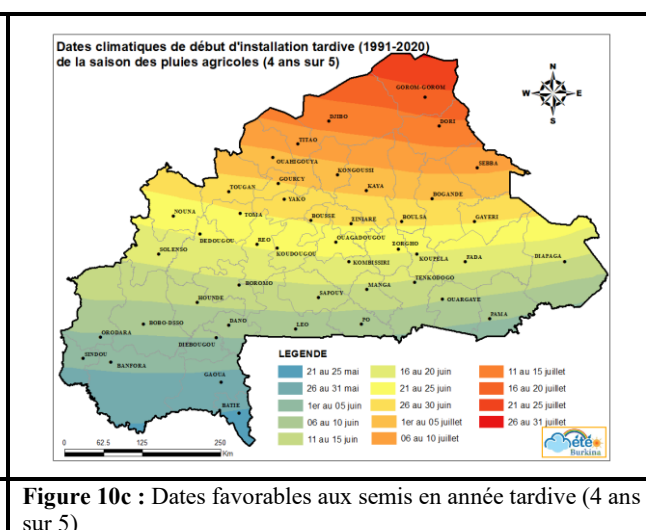 Dates climatiques de début d'installation tardive (1991-2020)
de la saison des pluies agricoles (4 ans sur 5)
N
W E
S
GOROM-GOROM
DJIBO
DORI
TITAO
OUAHIGOUYA
SEBBA
KONGOUSSI
GOURCY
TOUGAN
KAYA
YAKO
BOGANDE
NOUNA
TOMA
BOUSSE
ZINIARE
BOULSA
GAYERI
DEDOUGOU
REO
OUAGADOUGOU
ZORGHO
SOLENSO
KOUDOUGOU
KOUPELA
FADA
DIAPAGA
KOMBISSIRI
TENKODOGO
BOROMO
MANGA
HOUNDE
SAPOUY
OUARGAYE
PAMA
BOBO-DSSO
DANO
LEO
PO
ORODARA
DIEBOUGOU
SINDOU
BANFORA
GAOUA
BATIE
LEGENDE
21 au 25 mai
26 au 31 mai
1er au 05 juin
06 au 10 juin
11 au 15 juin
16 au 20 juin
21 au 25 juin
26 au 30 juin
1er au 05 juillet
06 au 10 juillet
11 au 15 juillet
16 au 20 juillet
21 au 25 juillet
26 au 31 juillet
0 62.5 125 250
Km
météo
Burkina
Figure 10c : Dates favorables aux semis en année tardive (4 ans
sur 5)